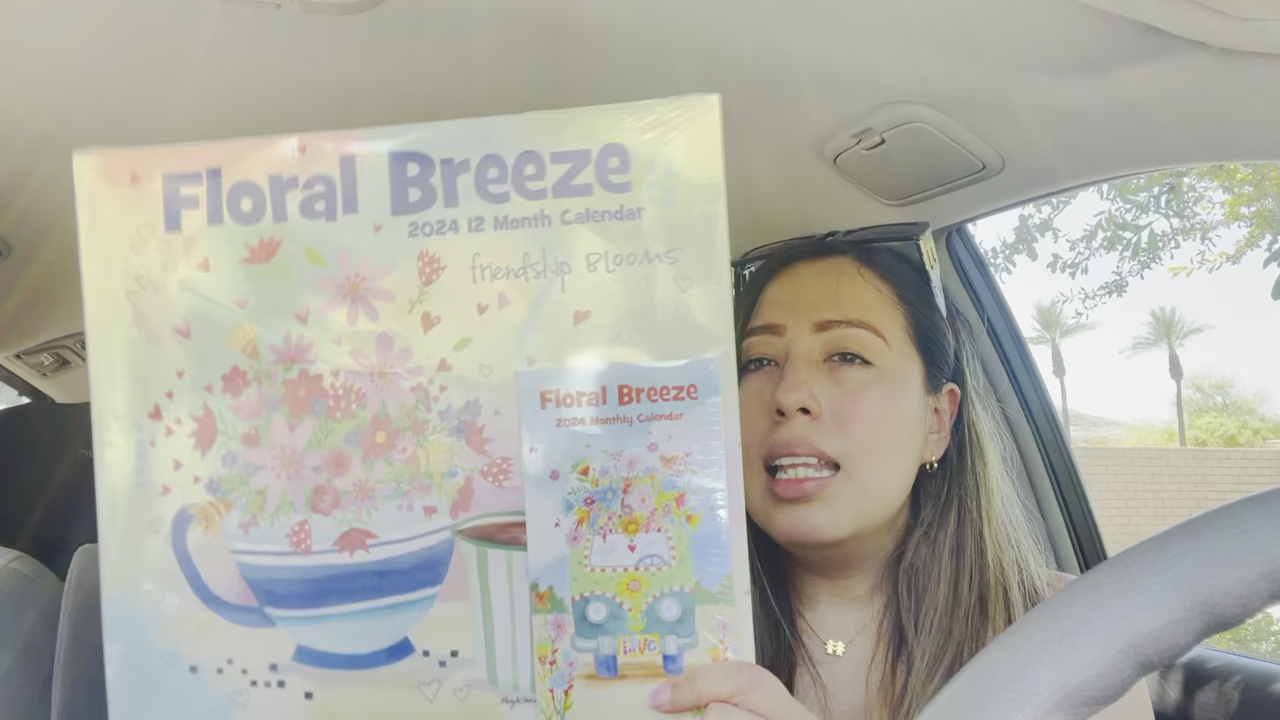 Floral Breeze
2024 12 Month Calendar
friendship BLOOMS
Floral Breeze
2024 Monthly Calendar
LOVE